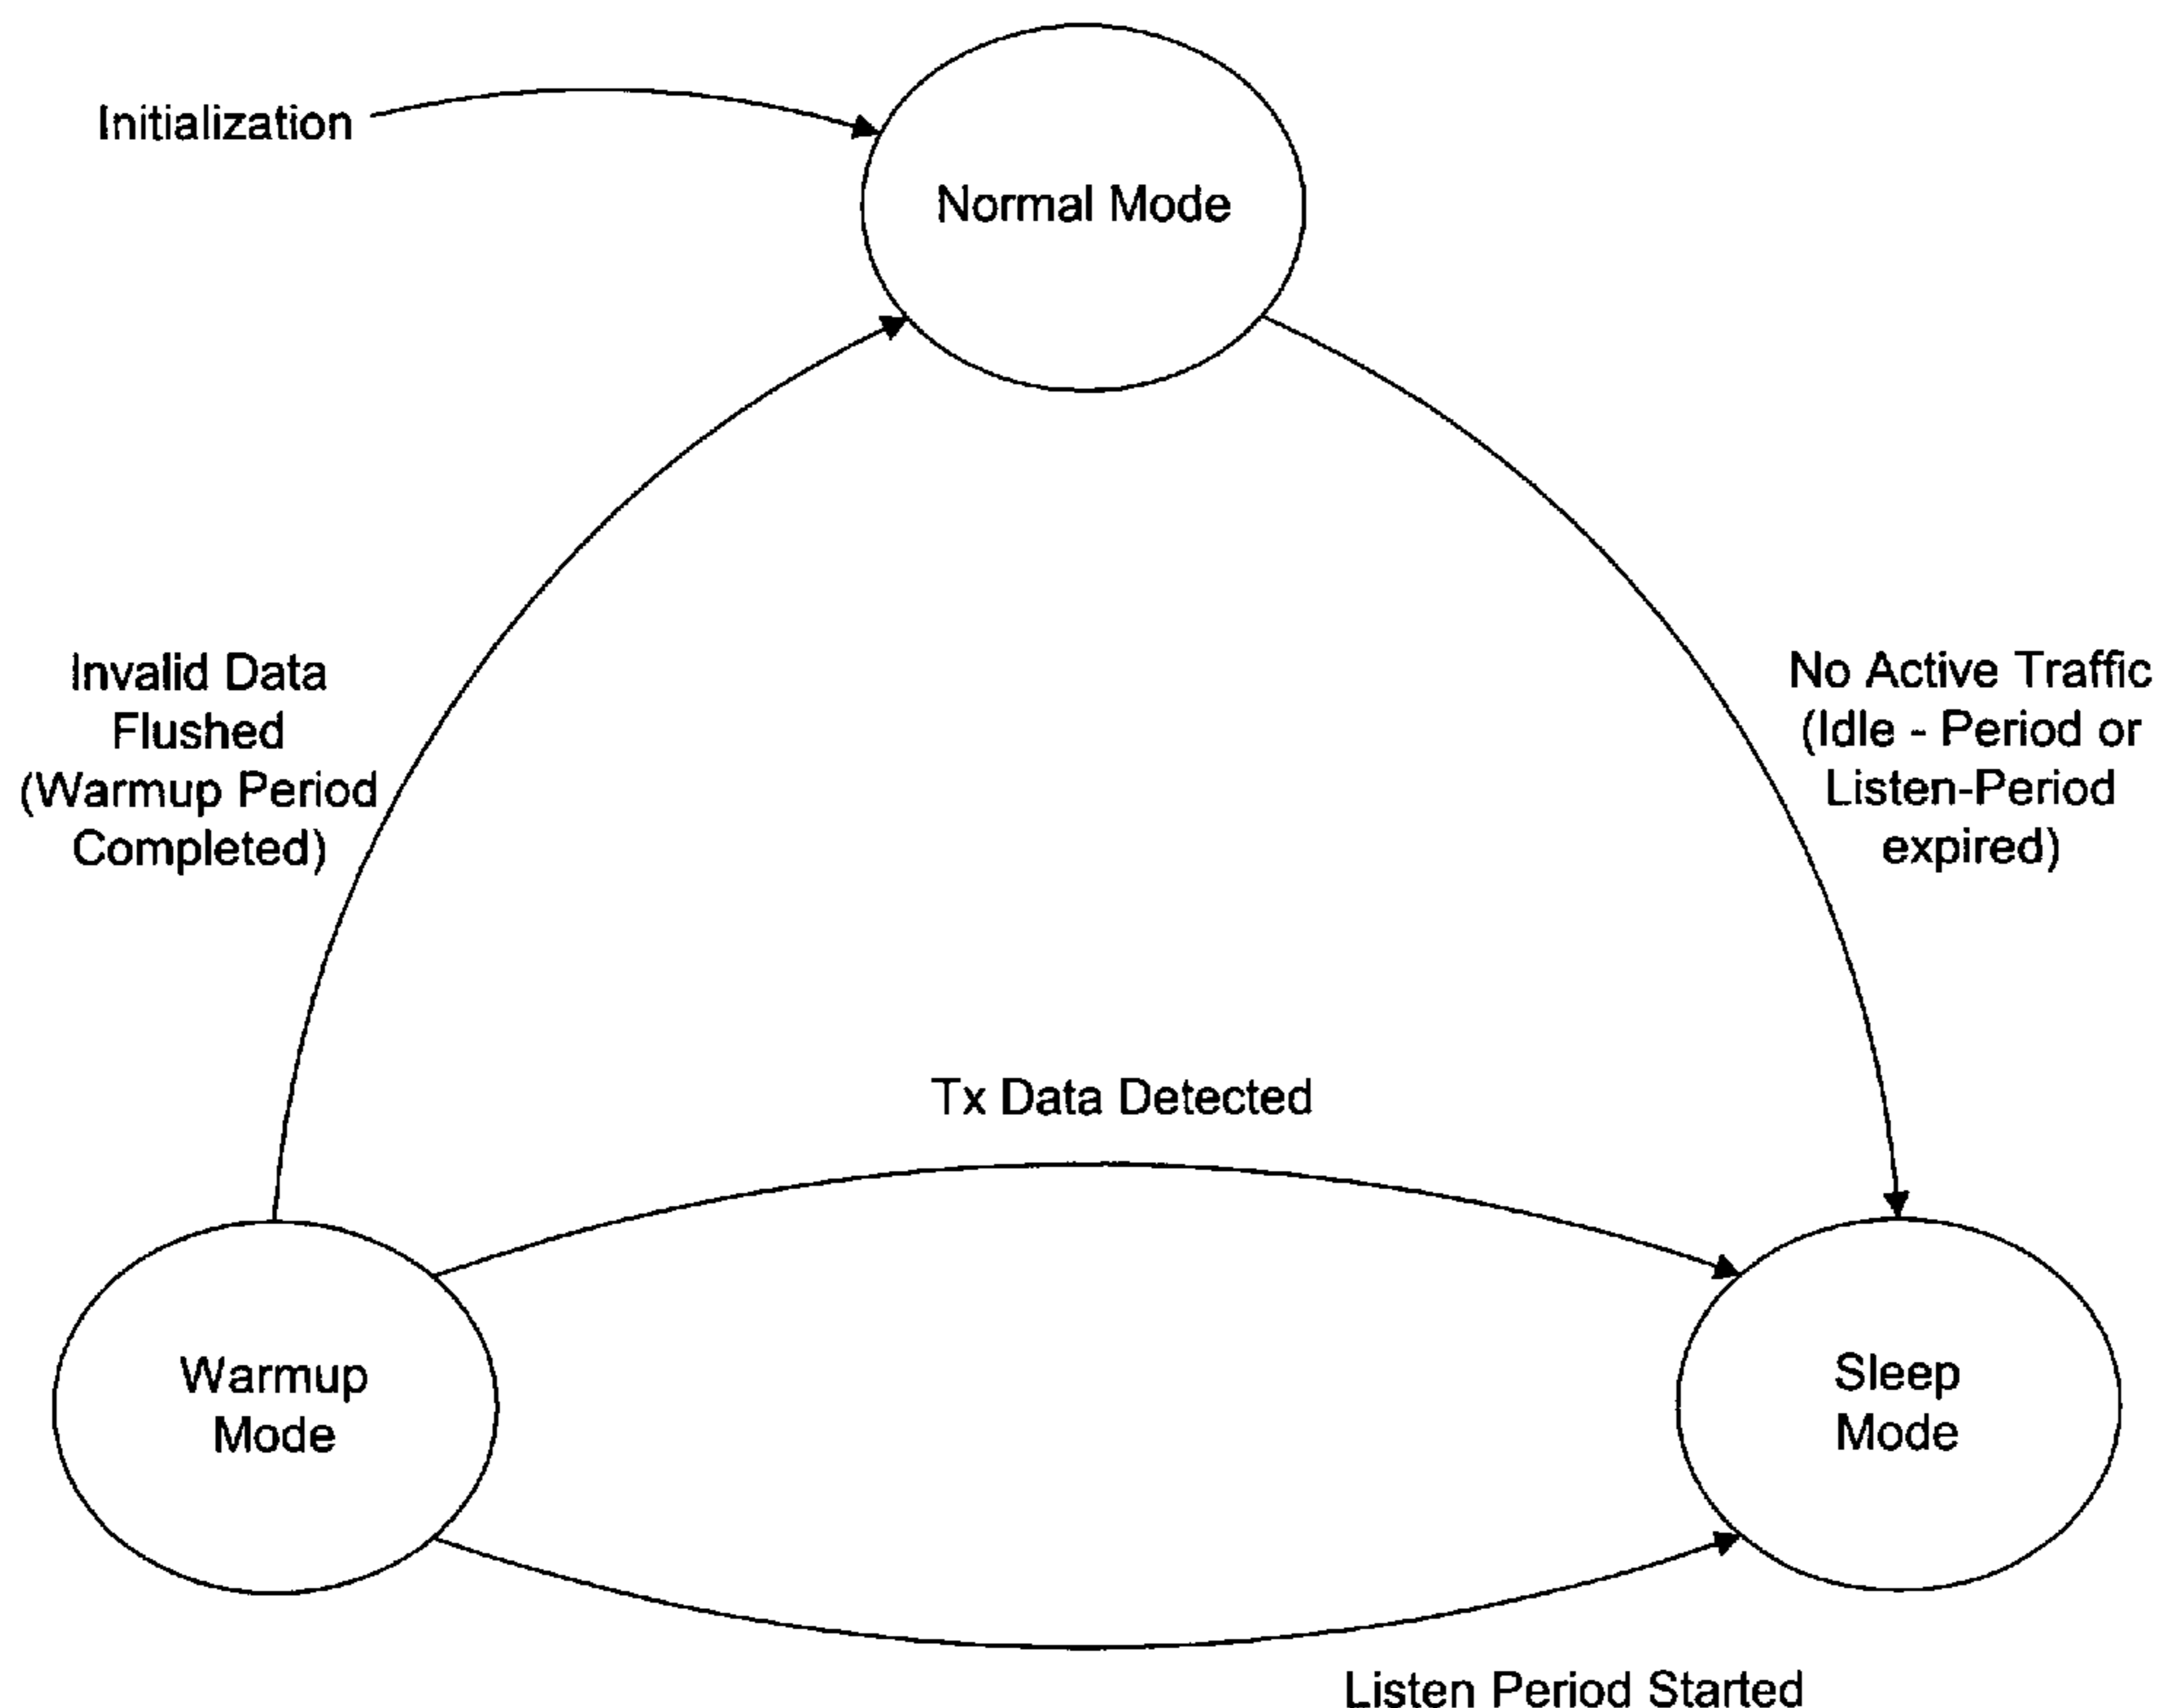 Initialization
Normal Mode
Invalid Data
Flushed
(Warmup Period
Completed)
No Active Traffic
(Idle - Period or
Listen-Period
expired)
Tx Data Detected
Warmup
Mode
Sleep
Mode
Listen Period Started